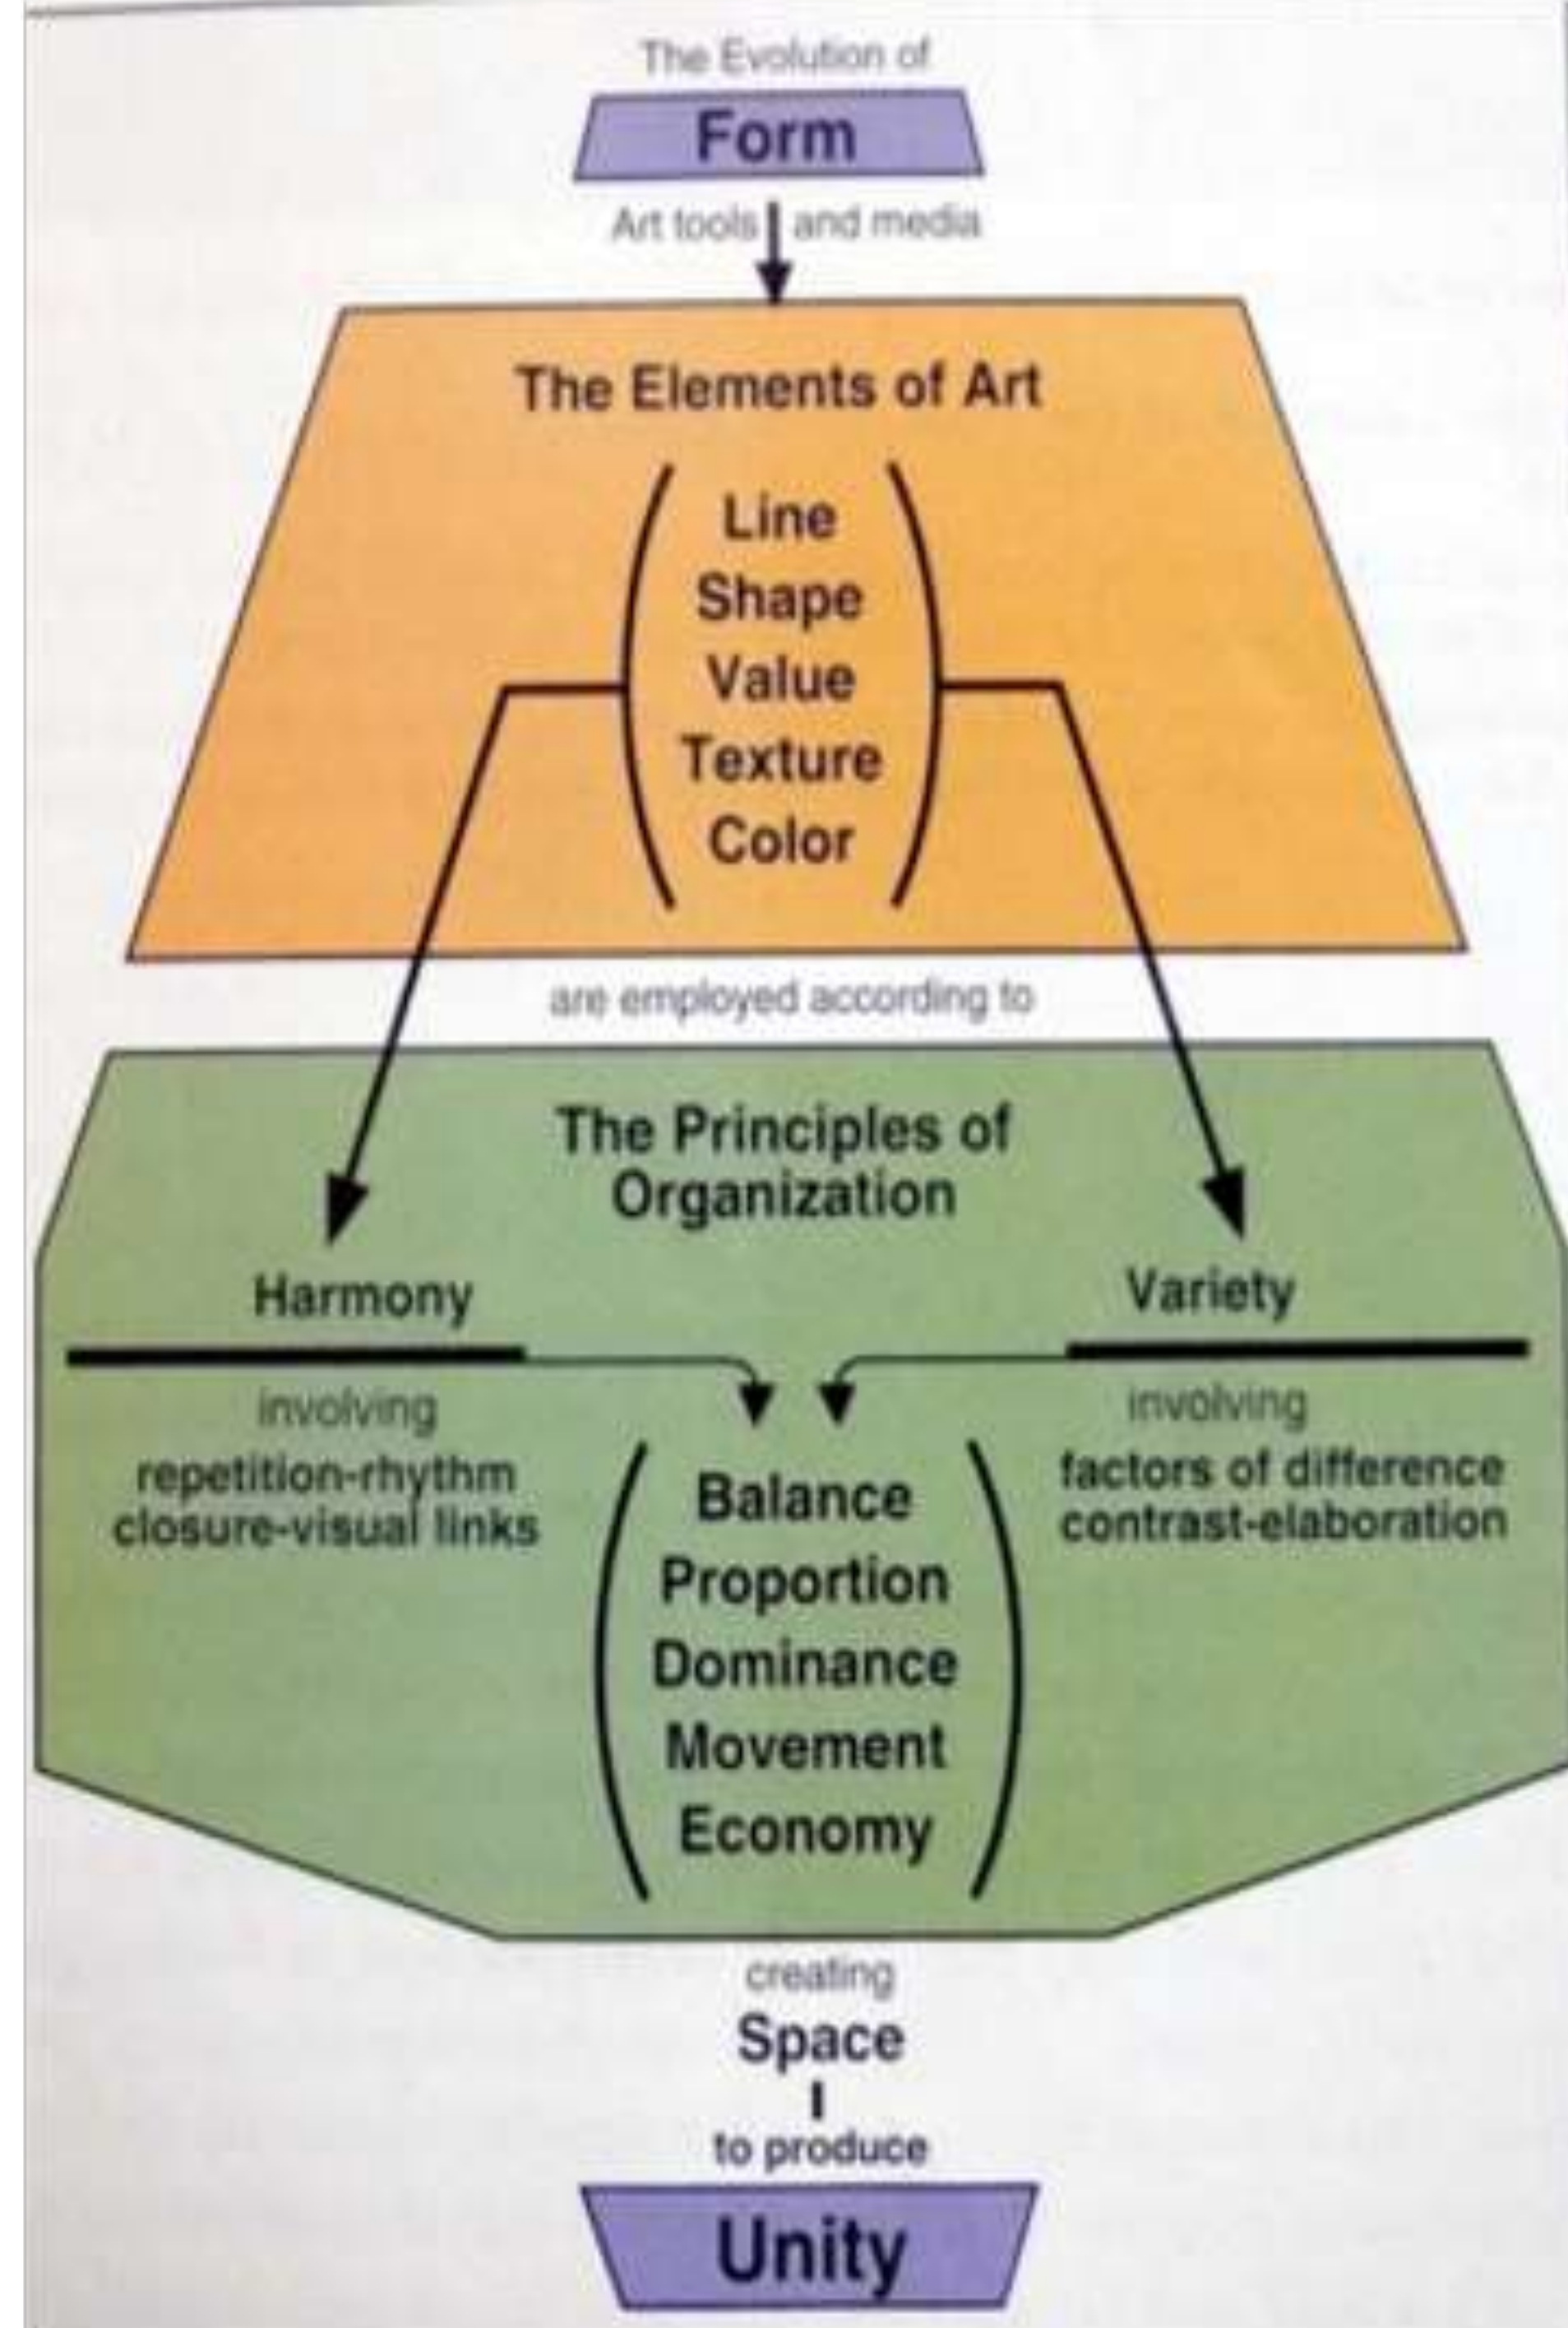 The Evolution of
Form
Art tools and media
The Elements of Art
Line
Shape
Value
Texture
Color
are employed according to
The Principles of
Organization
Harmony
involving
repetition-rhythm
closure-visual links
Variety
involving
factors of difference
contrast-elaboration
Balance
Proportion
Dominance
Movement
Economy
creating
Space
to produce
Unity